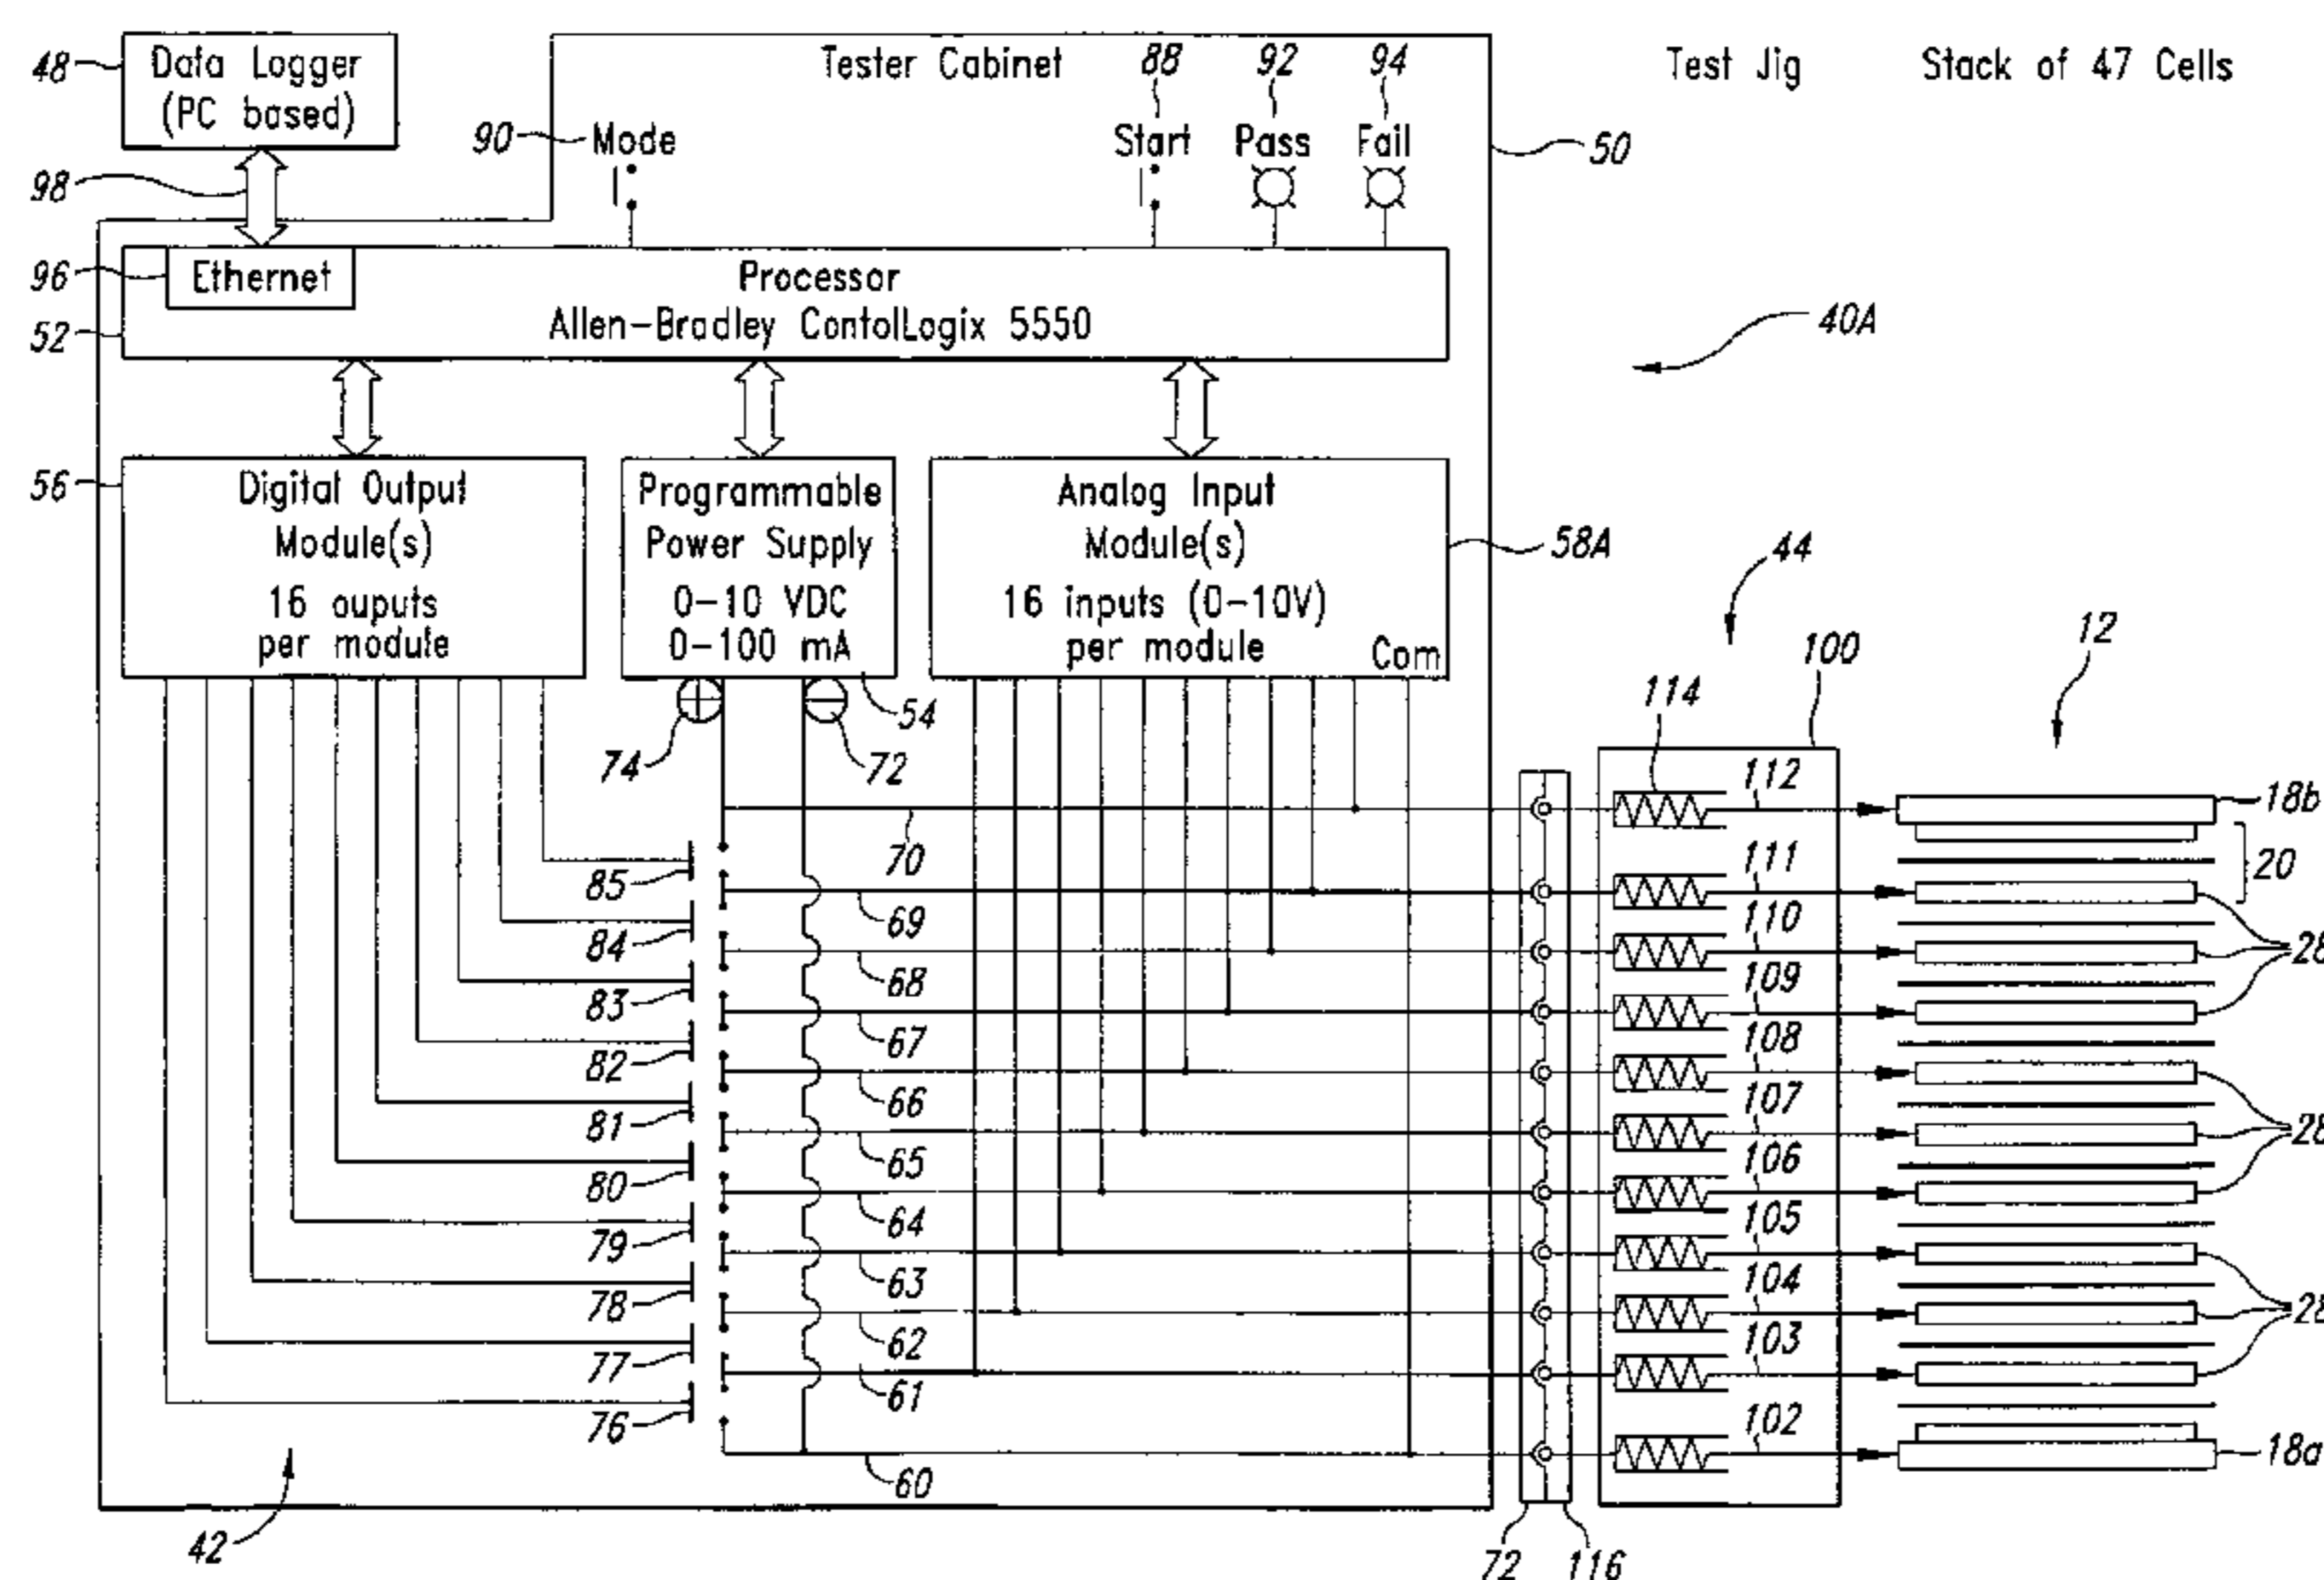 48
Data Logger
(PC based)
Tester Cabinet
88
92
94
Test Jig
Stack of 47 Cells
90
Mode
Start
Pass
Fail
50
98
96
Ethernet
Processor
52
Allen-Bradley ContolLogix 5550
40A
56
Digital Output
Module(s)
16 ouputs
per module
Programmable
Power Supply
0-10 VDC
0-100 mA
Analog Input
Module(s)
16 inputs (0-10V)
per module
Com
58A
44
12
100
114
54
74
72
112
18b
70
20
85
111
69
84
110
28
68
83
109
67
82
108
66
81
107
28
65
80
106
64
79
105
63
78
104
28
62
77
103
61
76
102
18a
60
42
72
116